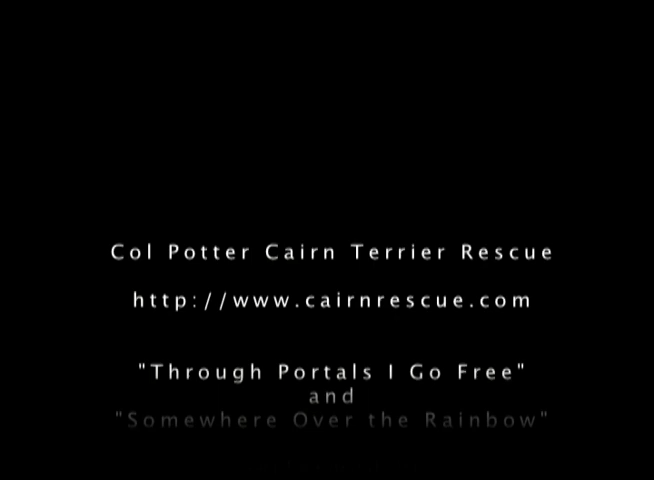 Col Potter Cairn Terrier Rescue
http://www.cairnrescue.com
"Through Portals I Go Free"
and
"Somewhere Over the Rainbow"